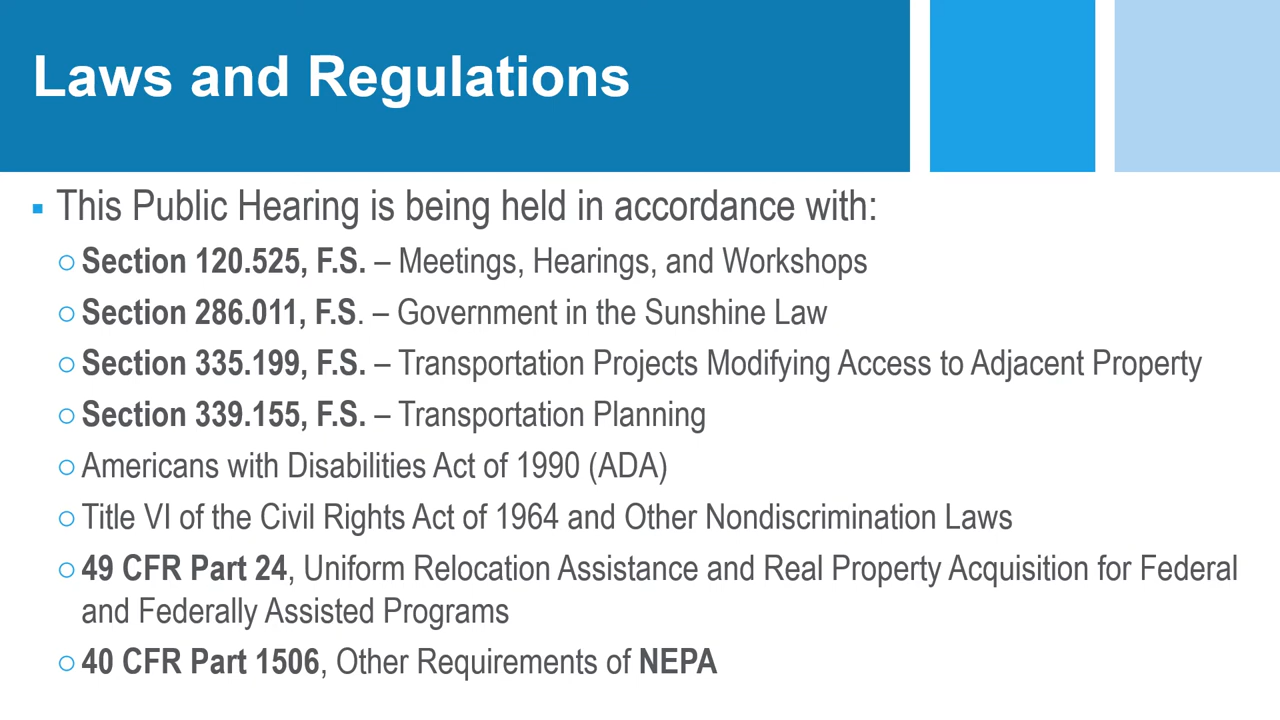 Laws and Regulations
▪ This Public Hearing is being held in accordance with:
○ Section 120.525, F.S. – Meetings, Hearings, and Workshops
○ Section 286.011, F.S. – Government in the Sunshine Law
○ Section 335.199, F.S. – Transportation Projects Modifying Access to Adjacent Property
○ Section 339.155, F.S. – Transportation Planning
○ Americans with Disabilities Act of 1990 (ADA)
○ Title VI of the Civil Rights Act of 1964 and Other Nondiscrimination Laws
○ 49 CFR Part 24, Uniform Relocation Assistance and Real Property Acquisition for Federal
and Federally Assisted Programs
○ 40 CFR Part 1506, Other Requirements of NEPA